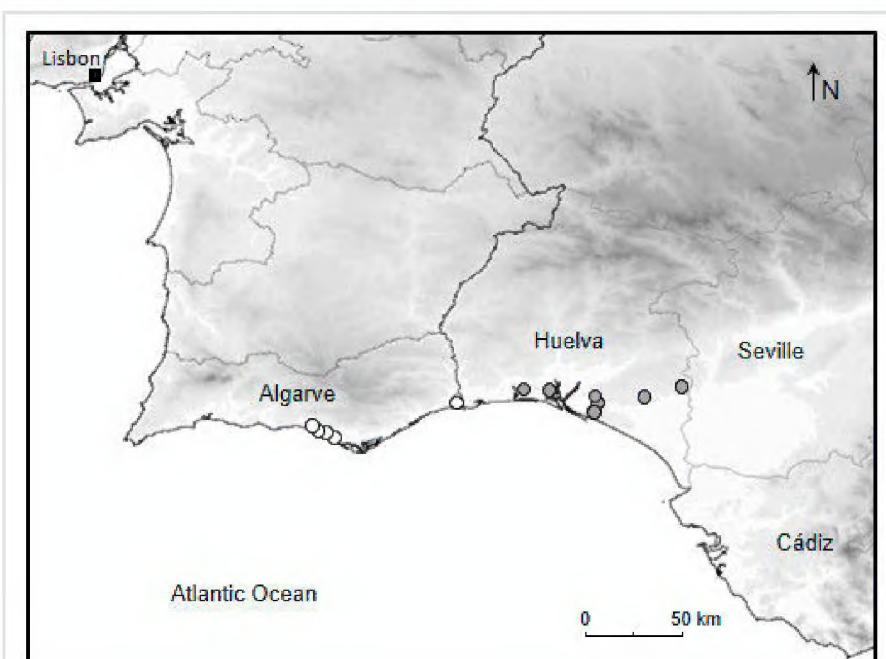 Lisbon
N
Huelva
Seville
Algarve
Cádiz
Atlantic Ocean
0 50 km